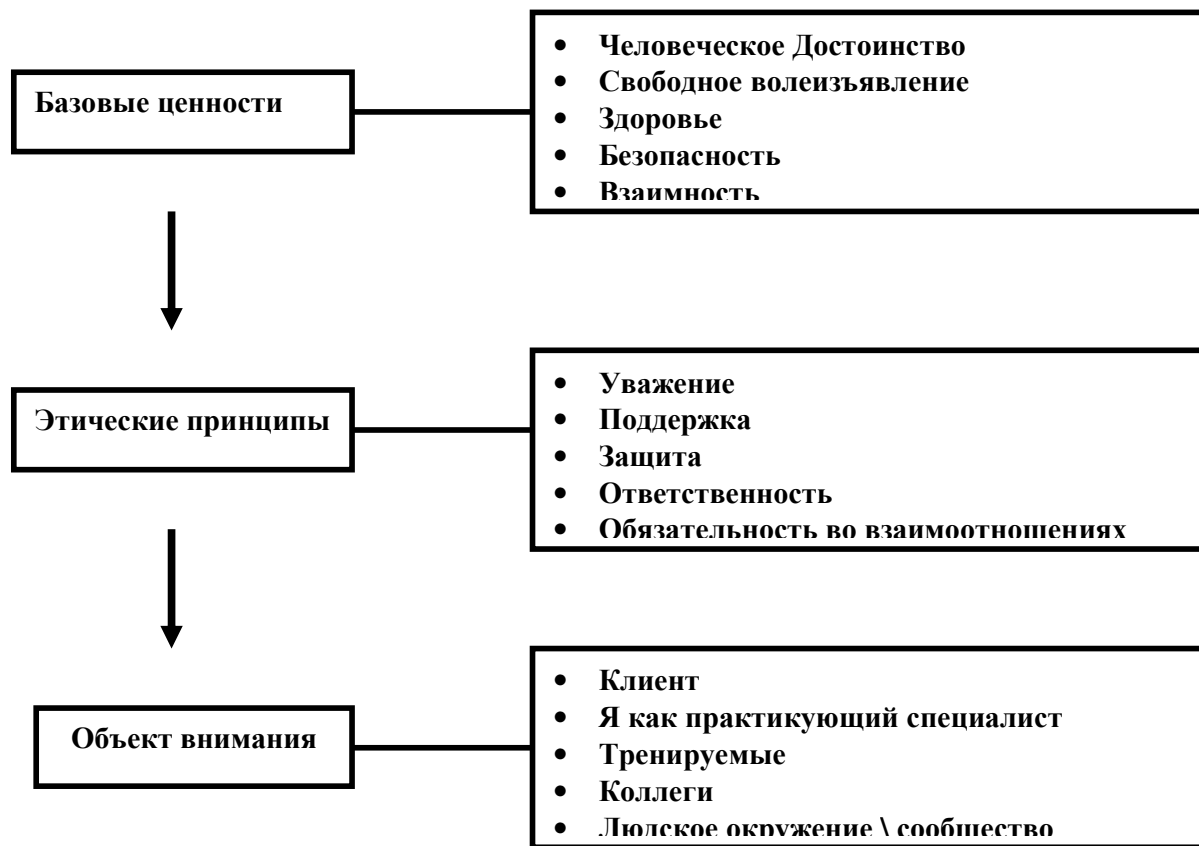 Базовые ценности
• Человеческое Достоинство
• Свободное волеизъявление
• Здоровье
• Безопасность
• Взаимность
Этические принципы
• Уважение
• Поддержка
• Защита
• Ответственность
• Обязательность во взаимоотношениях
Объект внимания
• Клиент
• Я как практикующий специалист
• Тренируемые
• Коллеги
• Людское окружение \ сообщество